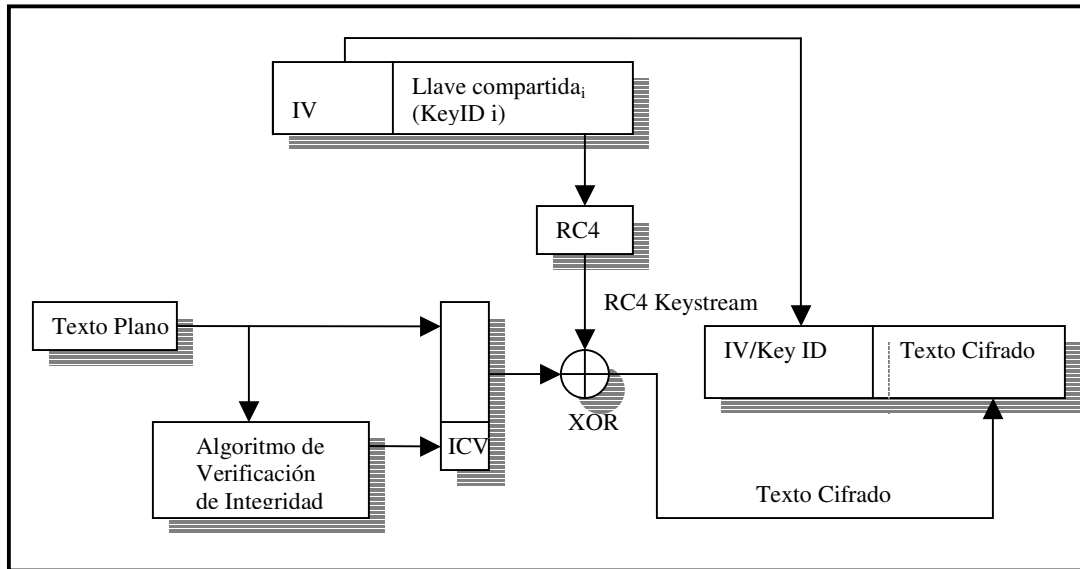 IV
Llave compartidaᵢ
(KeyID i)
RC4
RC4 Keystream
Texto Plano
IV/Key ID
Texto Cifrado
XOR
Algoritmo de
Verificación
de Integridad
ICV
Texto Cifrado